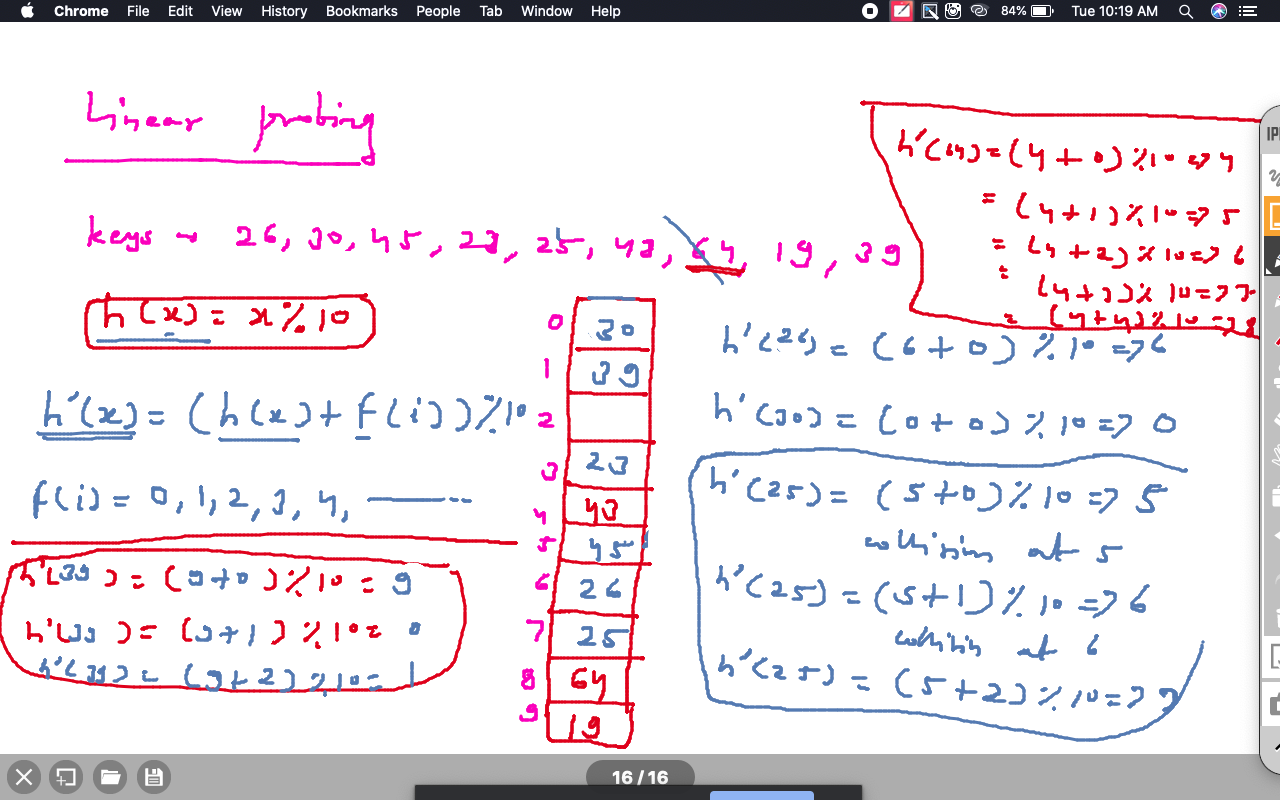 Chrome File Edit View History Bookmarks People Tab Window Help 84% Tue 10:19 AM
Linear probing
keys → 26, 30, 45, 23, 25, 43, 64, 19, 39
h(x) = x%10
h'(x) = (h(x) + f(i))%10
f(i) = 0, 1, 2, 3, 4, ———
h'(39) = (9+0)%10 = 9
h'(39) = (9+1)%10 = 0
h'(39) = (9+2)%10 = 1
0 30
1 39
2
3 23
4 43
5 45
6 26
7 25
8 64
9 19
h'(64) = (4+0)%10 => 4
= (4+1)%10 => 5
= (4+2)%10 => 6
= (4+3)%10 => 7
= (4+4)%10 => 8
h'(26) = (6+0)%10 => 6
h'(30) = (0+0)%10 => 0
h'(25) = (5+0)%10 => 5
collision at 5
h'(25) = (5+1)%10 => 6
collision at 6
h'(25) = (5+2)%10 => 7
16 / 16